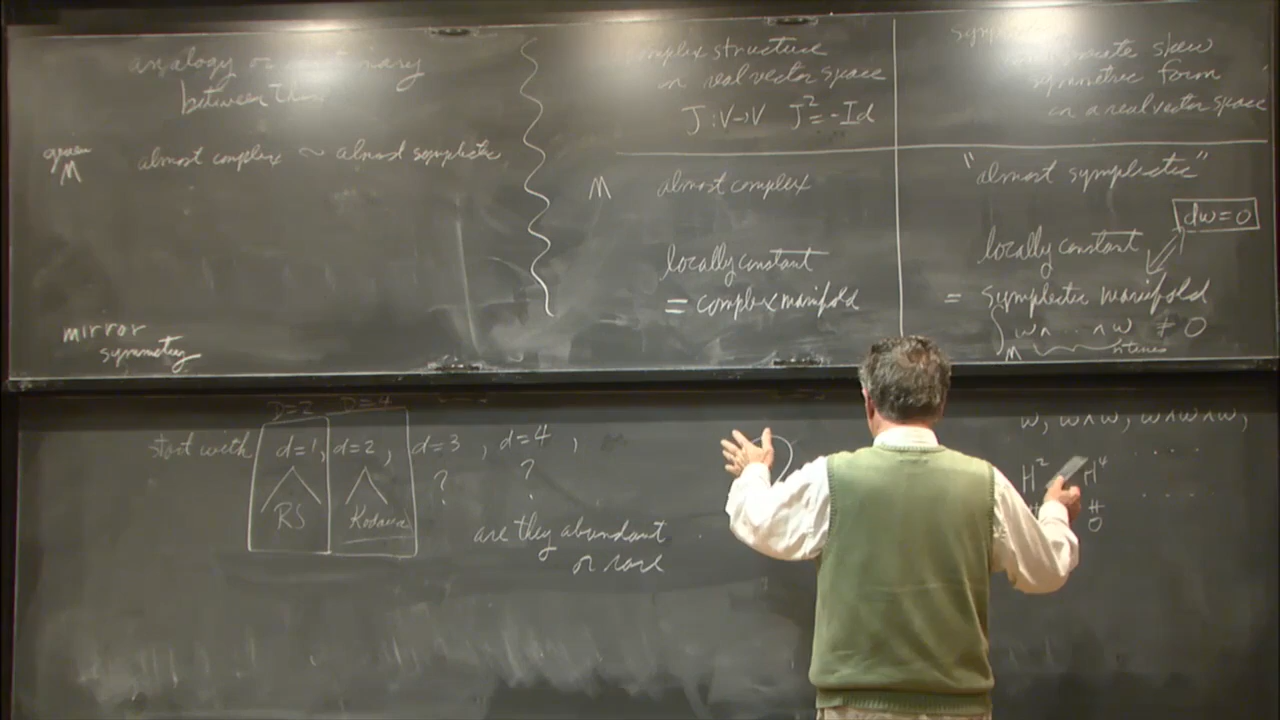 analogy or
between
given
M
almost complex ~ almost symplectic
mirror
symmetry
complex structure
on real vector space
J : V → V J² = -Id
M almost complex
locally constant
= complex manifold
skew
symmetric form
on a real vector space
"almost symplectic"
dω = 0
locally constant
= symplectic manifold
∫ ω∧ ... ∧ω ≠ 0
M n times
D=2 D=4
start with d=1, d=2, d=3, d=4,
RS Kodaira ? ?
are they abundant
or rare
ω, ω∧ω, ω∧ω∧ω,
. . . .
H² H⁴
. . . . .
≠
0